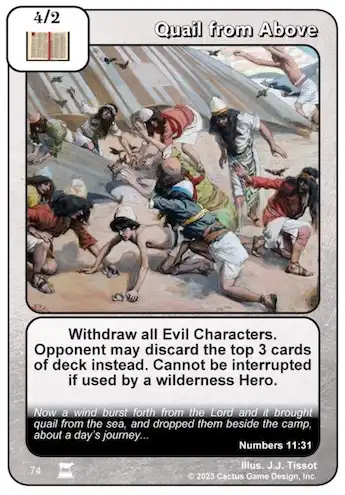 4/2
Quail from Above
Withdraw all Evil Characters.
Opponent may discard the top 3 cards
of deck instead. Cannot be interrupted
if used by a wilderness Hero.
Now a wind burst forth from the Lord and it brought
quail from the sea, and dropped them beside the camp,
about a day's journey...
Numbers 11:31
74
Illus. J.J. Tissot
© 2023 Cactus Game Design, Inc.